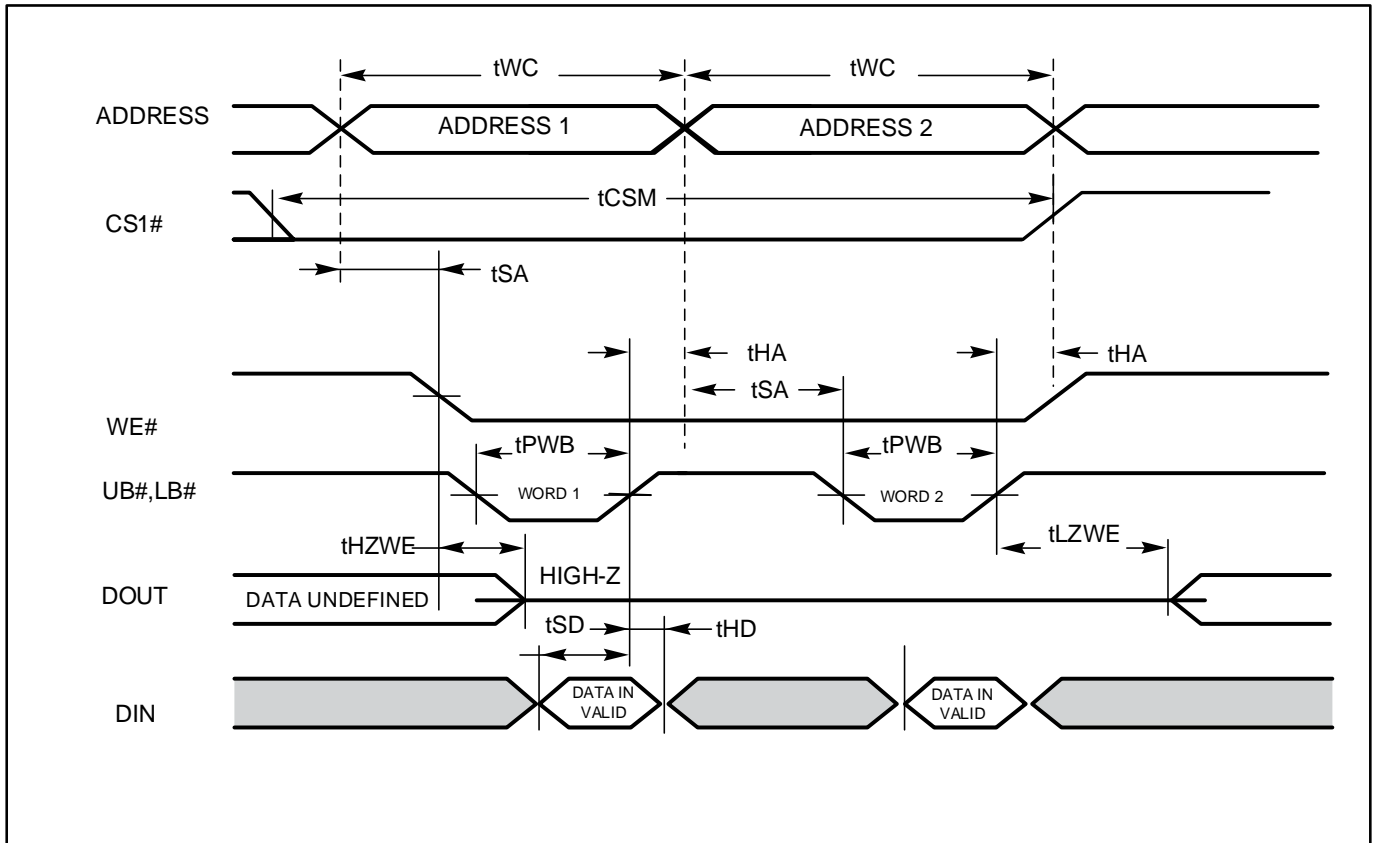 tWC tWC
ADDRESS ADDRESS 1 ADDRESS 2
tCSM
CS1#
tSA
tHA tHA
tSA
WE#
tPWB tPWB
UB#,LB# WORD 1 WORD 2
tHZWE tLZWE
HIGH-Z
DOUT DATA UNDEFINED
tSD tHD
DATA IN DATA IN
DIN VALID VALID